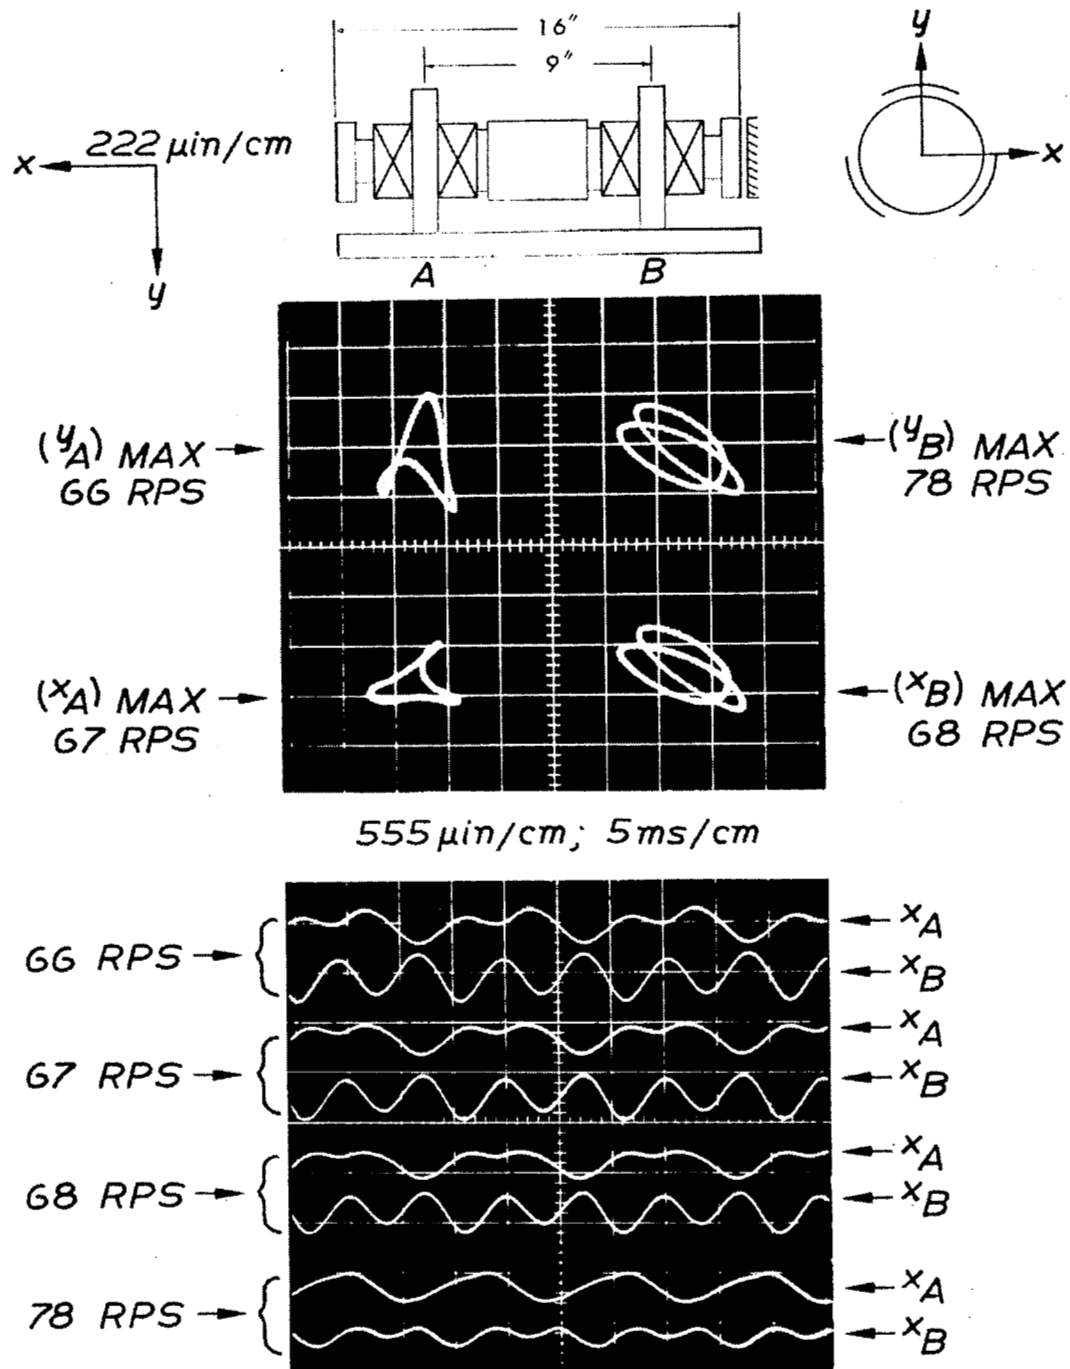 16"
9"
y
x
x
222 μin/cm
y
A
B
(yA) MAX
66 RPS
(yB) MAX
78 RPS
(xA) MAX
67 RPS
(xB) MAX
68 RPS
555 μin/cm; 5 ms/cm
66 RPS
xA
xB
67 RPS
xA
xB
68 RPS
xA
xB
78 RPS
xA
xB